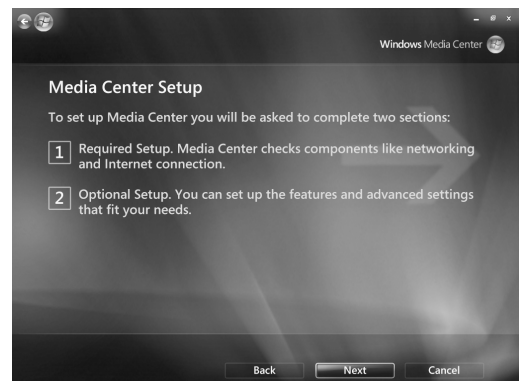 Windows Media Center
Media Center Setup
To set up Media Center you will be asked to complete two sections:
1 Required Setup. Media Center checks components like networking
and Internet connection.
2 Optional Setup. You can set up the features and advanced settings
that fit your needs.
Back Next Cancel